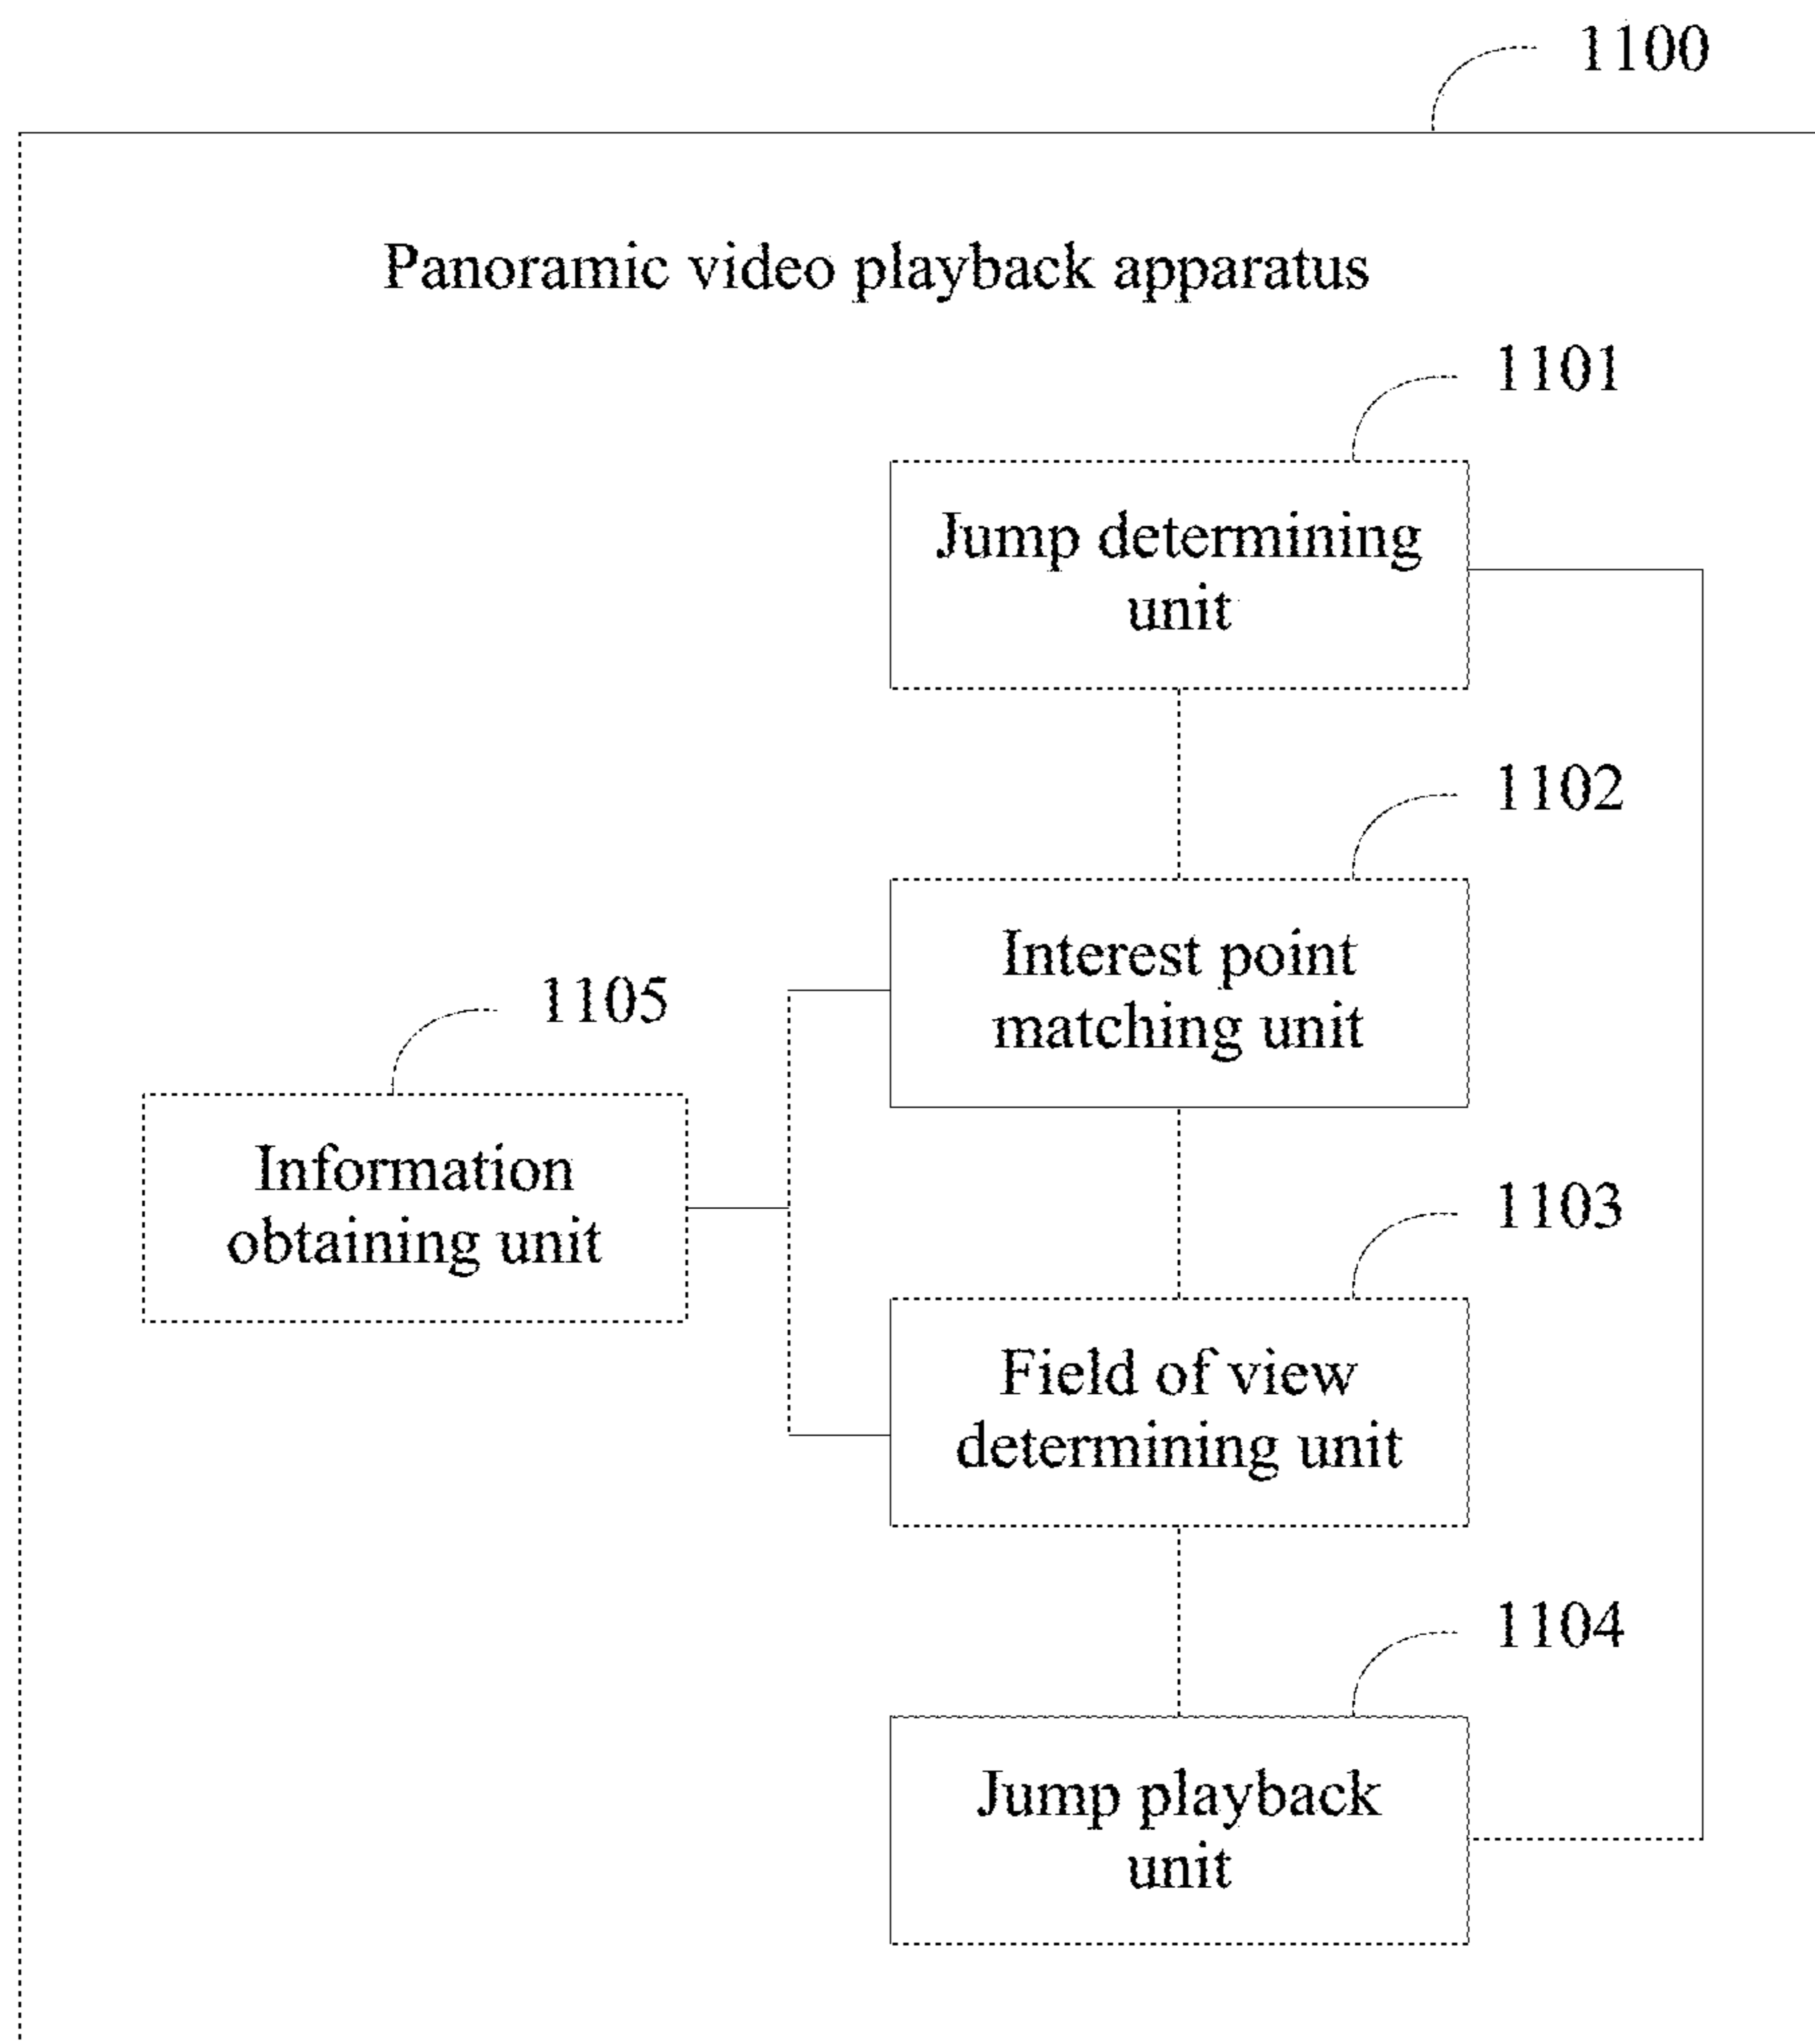 1100
Panoramic video playback apparatus
1101
Jump determining
unit
1102
Interest point
matching unit
1105
Information
obtaining unit
1103
Field of view
determining unit
1104
Jump playback
unit